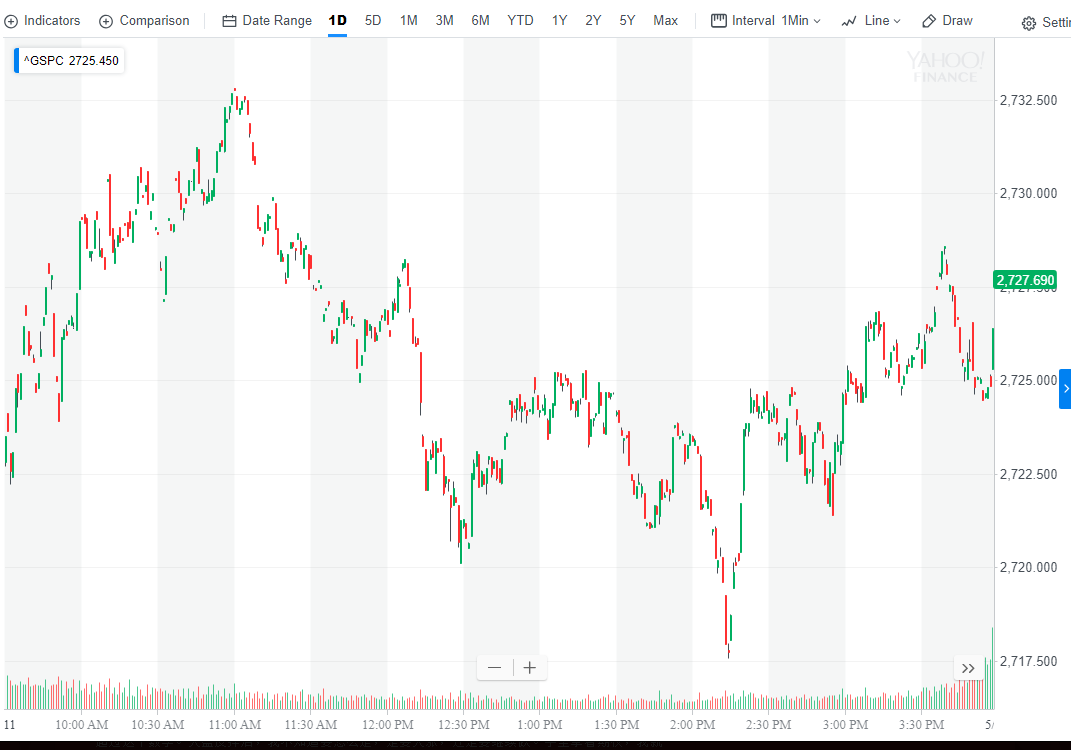 Indicators Comparison Date Range 1D 5D 1M 3M 6M YTD 1Y 2Y 5Y Max Interval 1Min Line Draw Setti
^GSPC 2725.450
YAHOO!
FINANCE
2,732.500
2,730.000
2,727.690
2,725.000
2,722.500
2,720.000
2,717.500
11 10:00 AM 10:30 AM 11:00 AM 11:30 AM 12:00 PM 12:30 PM 1:00 PM 1:30 PM 2:00 PM 2:30 PM 3:00 PM 3:30 PM 5/